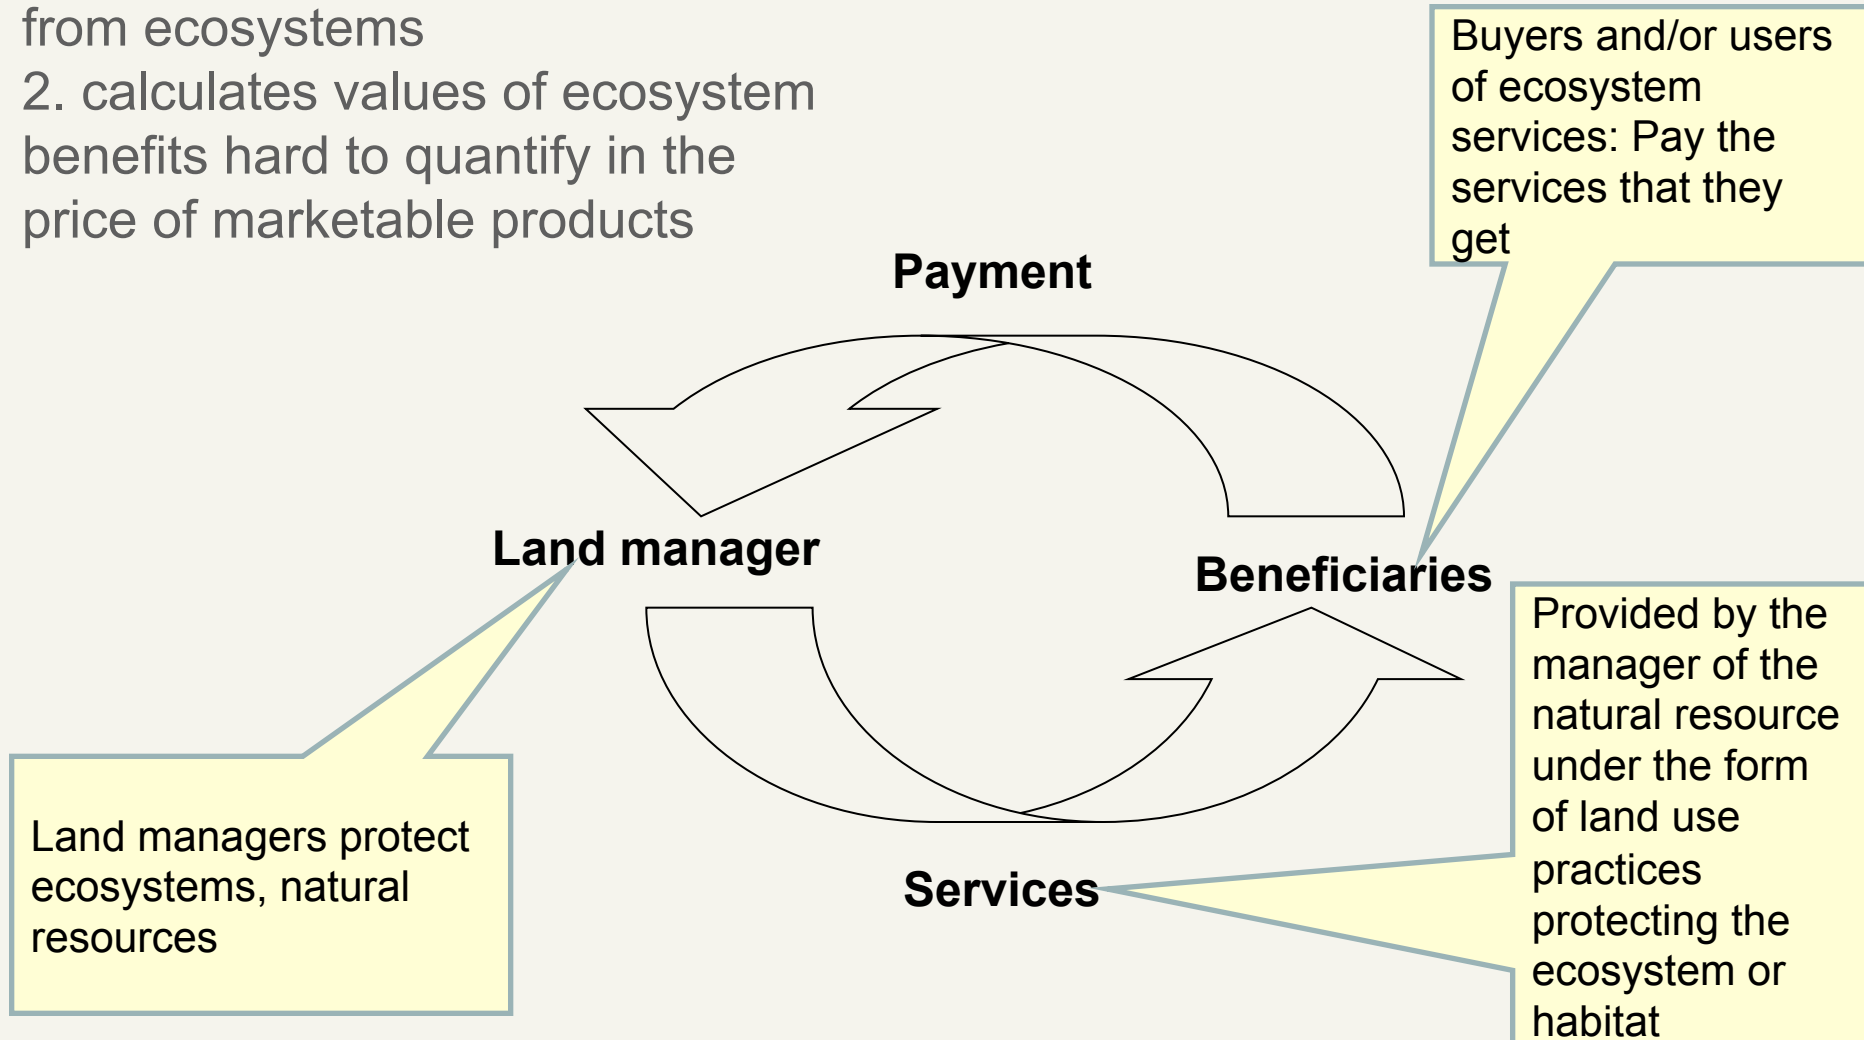 from ecosystems
2. calculates values of ecosystem
benefits hard to quantify in the
price of marketable products
Buyers and/or users
of ecosystem
services: Pay the
services that they
get
Payment
Land manager
Beneficiaries
Provided by the
manager of the
natural resource
under the form
of land use
practices
protecting the
ecosystem or
habitat
Land managers protect
ecosystems, natural
resources
Services